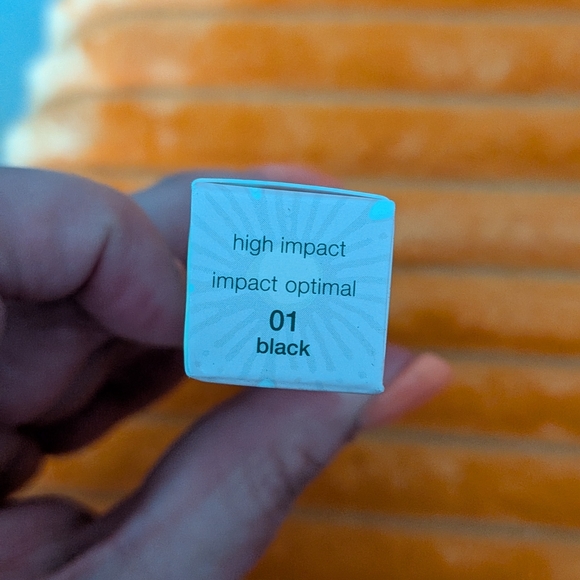 high impact
impact optimal
01
black